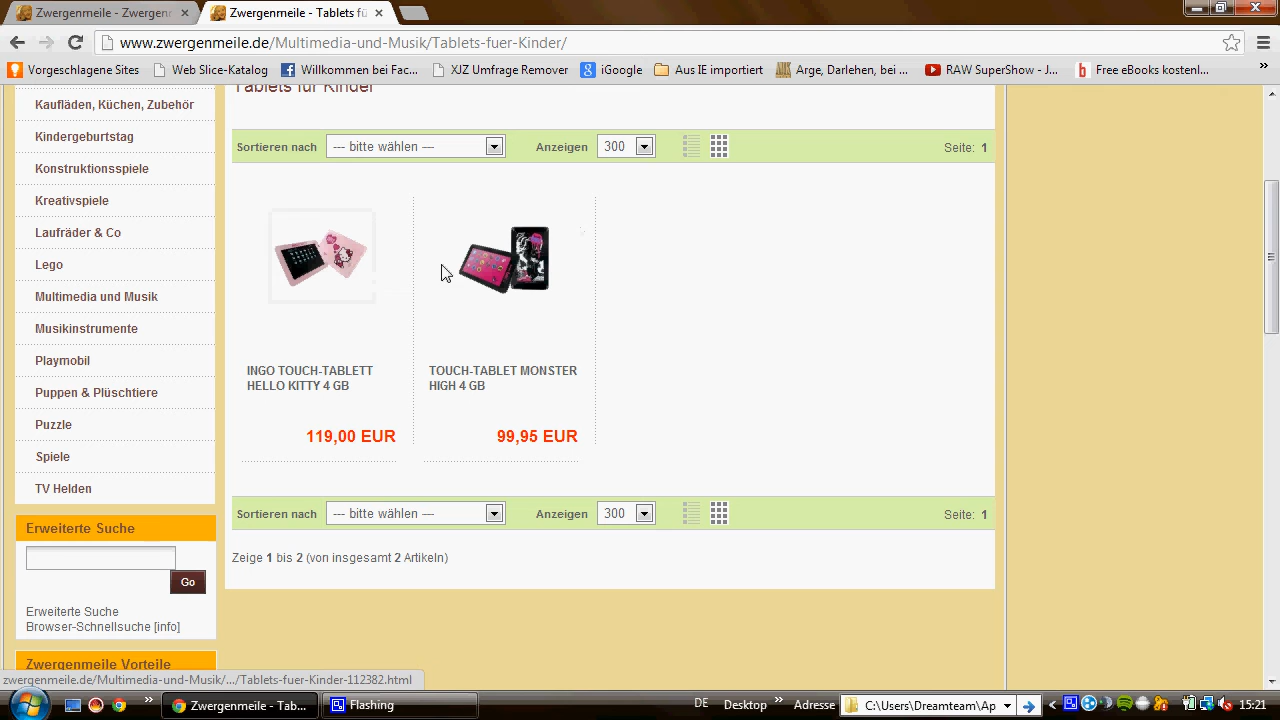 Zwergenmeile - Zwergen
Zwergenmeile - Tablets fü
www.zwergenmeile.de/Multimedia-und-Musik/Tablets-fuer-Kinder/
Vorgeschlagene Sites
Web Slice-Katalog
Willkommen bei Fac...
XJZ Umfrage Remover
iGoogle
Aus IE importiert
Arge, Darlehen, bei ...
RAW SuperShow - J...
Free eBooks kostenl...
Tablets für Kinder
Kaufläden, Küchen, Zubehör
Kindergeburtstag
Konstruktionsspiele
Kreativspiele
Laufräder & Co
Lego
Multimedia und Musik
Musikinstrumente
Playmobil
Puppen & Plüschtiere
Puzzle
Spiele
TV Helden
Erweiterte Suche
Go
Erweiterte Suche
Browser-Schnellsuche [info]
Zwergenmeile Vorteile
Sortieren nach --- bitte wählen --- Anzeigen 300 Seite: 1
INGO TOUCH-TABLETT
HELLO KITTY 4 GB
119,00 EUR
TOUCH-TABLET MONSTER
HIGH 4 GB
99,95 EUR
Sortieren nach --- bitte wählen --- Anzeigen 300 Seite: 1
Zeige 1 bis 2 (von insgesamt 2 Artikeln)
zwergenmeile.de/Multimedia-und-Musik/.../Tablets-fuer-Kinder-112382.html
Zwergenmeile - Tab...
Flashing
DE
Desktop
Adresse
C:\Users\Dreamteam\Ap
15:21